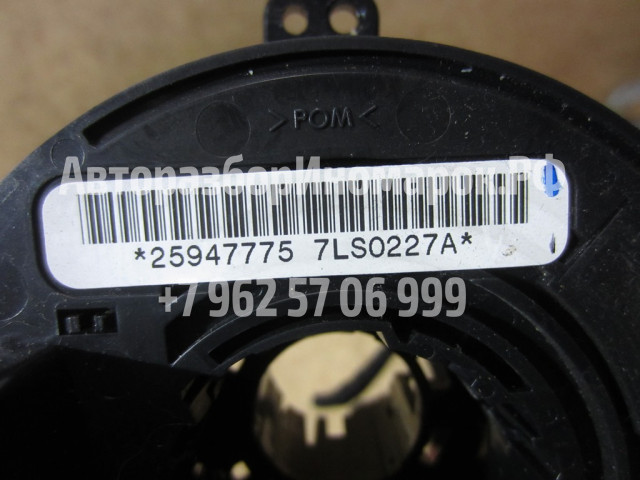 >POM<
АвторазборИномарок.РФ
*25947775 7LS0227A*
+7 962 57 06 999